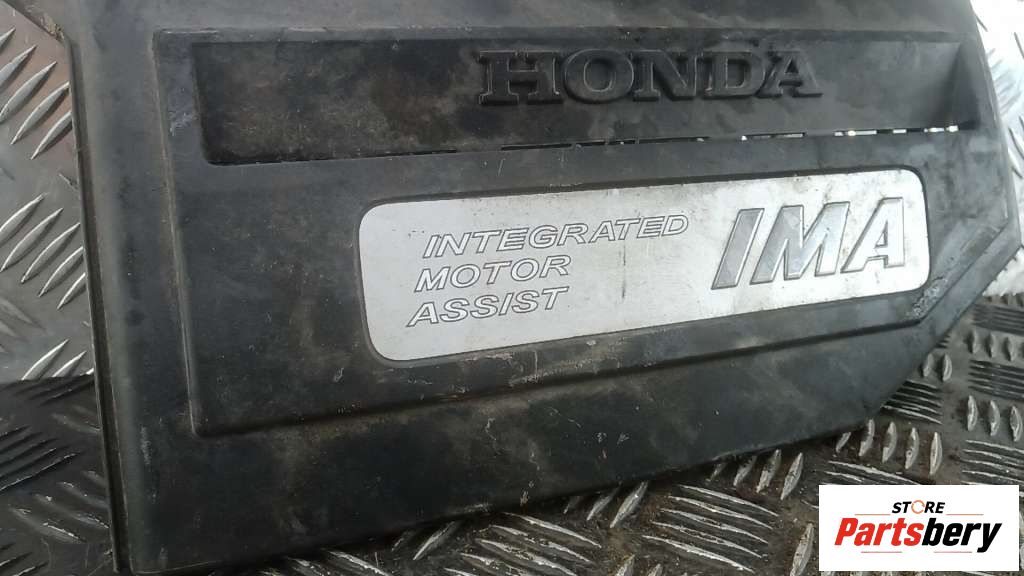 HONDA
INTEGRATED
MOTOR
ASSIST
IMA
STORE
Partsbery